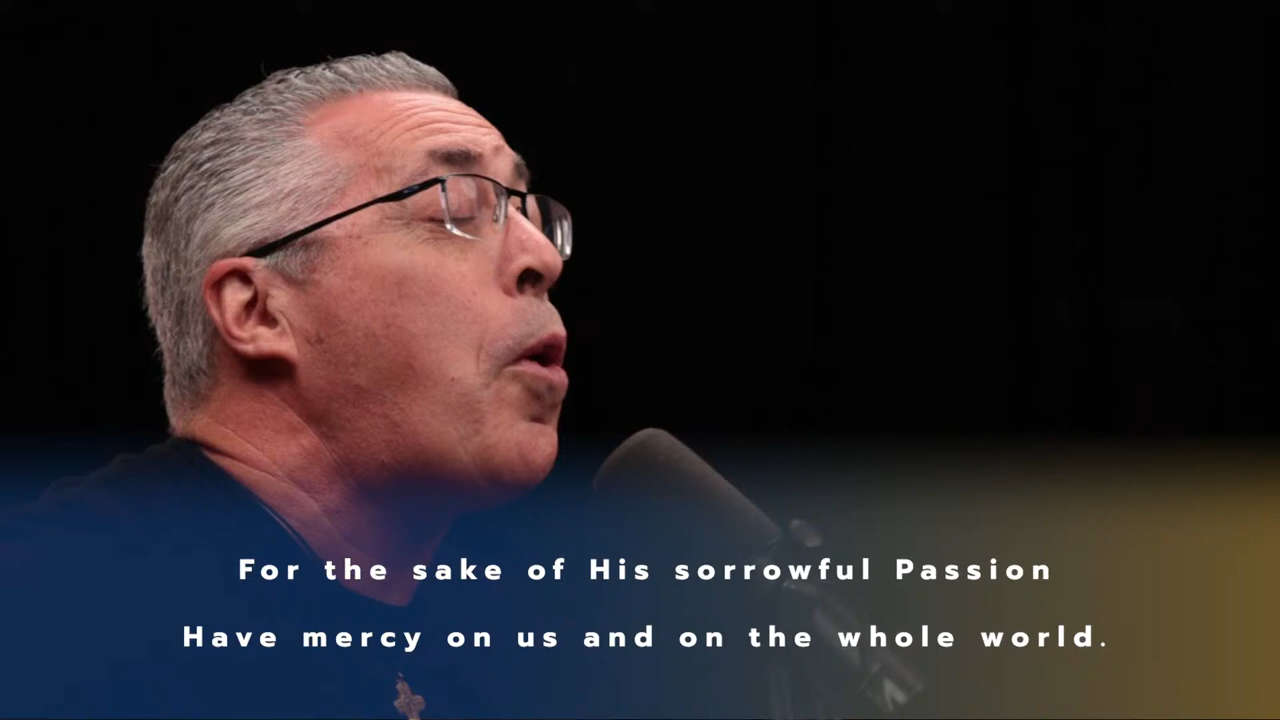 For the sake of His sorrowful Passion
Have mercy on us and on the whole world.